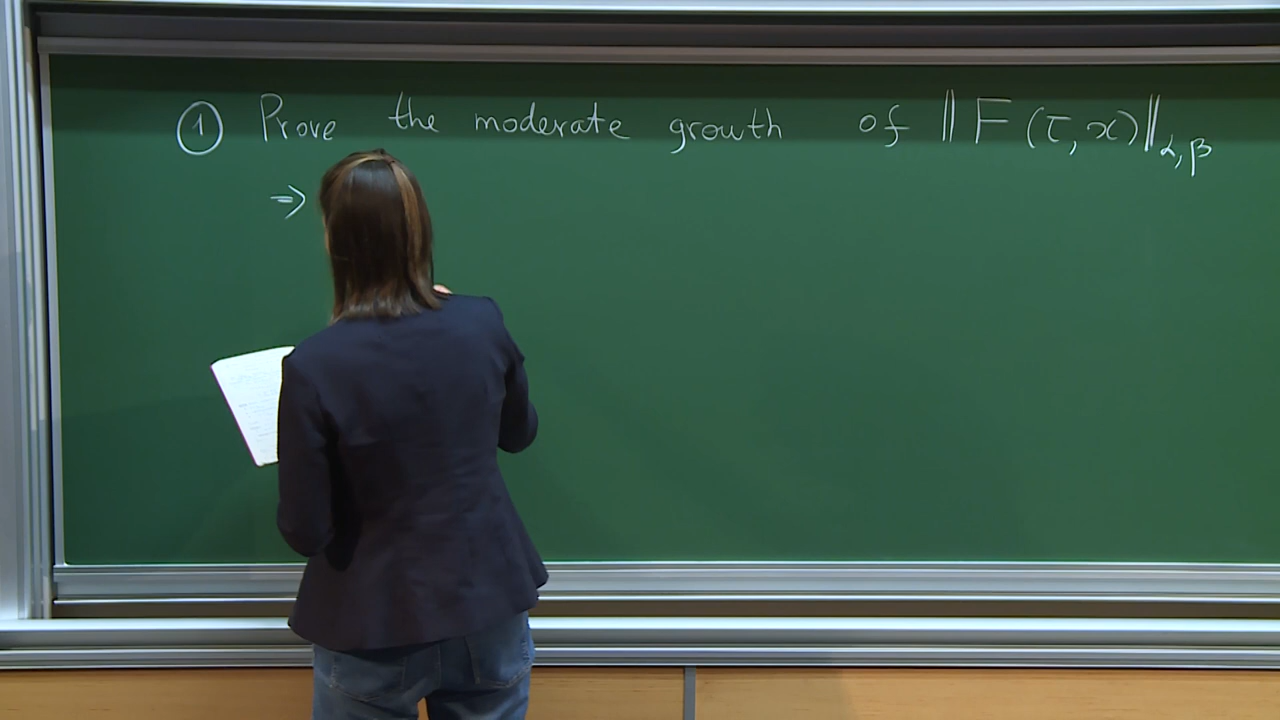 ① Prove the moderate growth of ‖F(τ,x)‖α,β
⇒